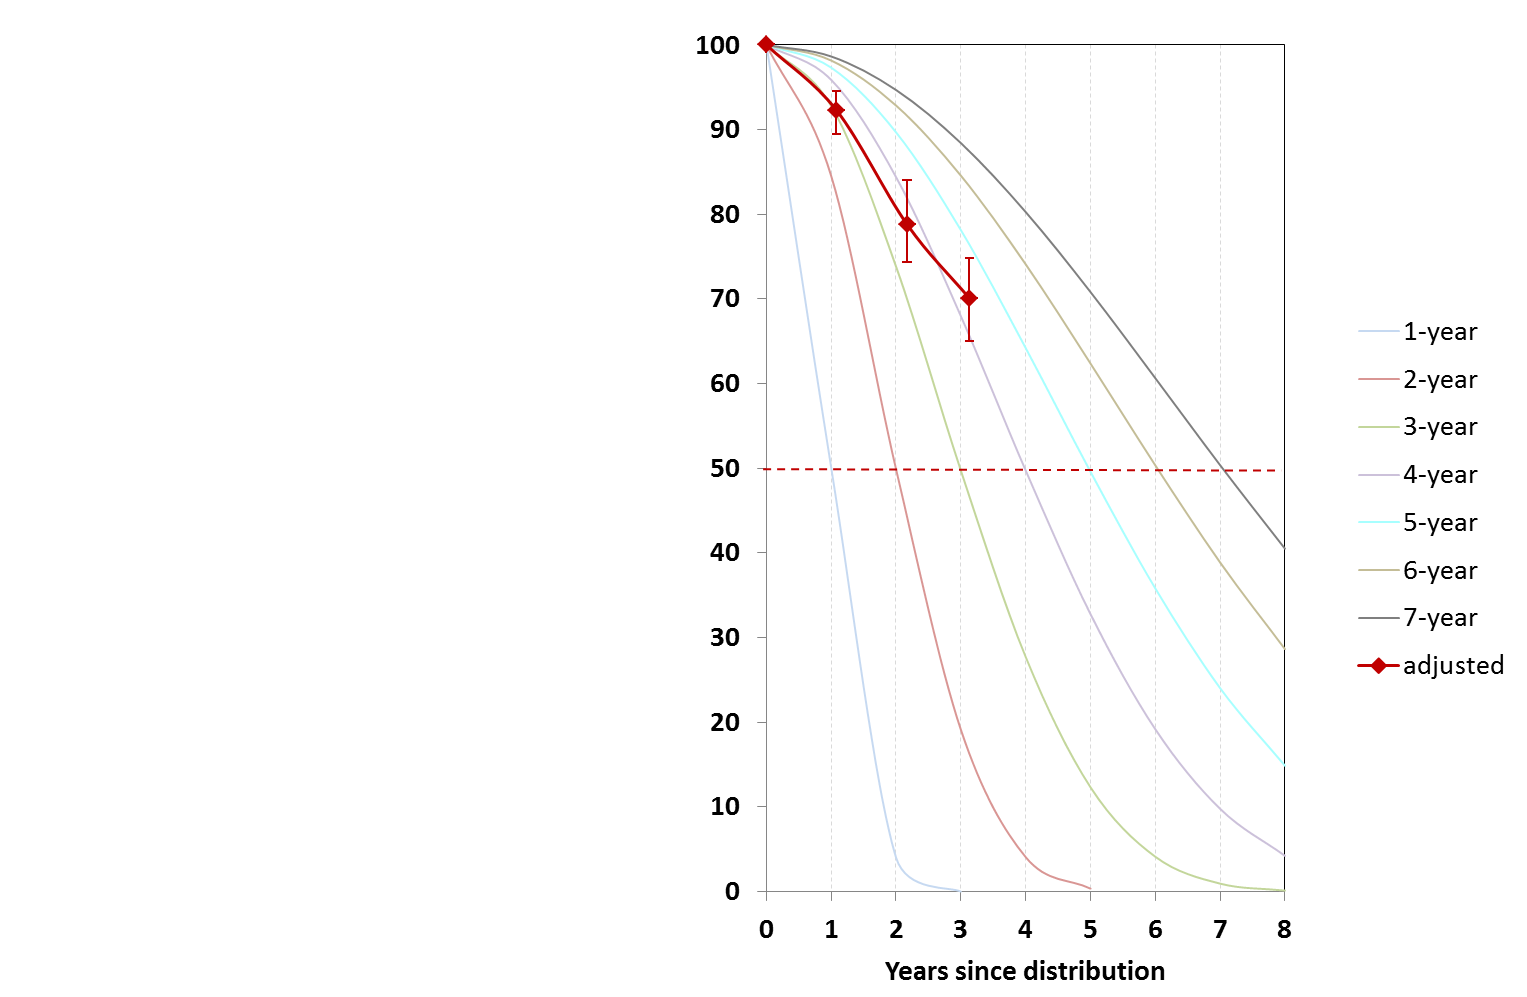 100
90
80
70
60
50
40
30
20
10
0
0 1 2 3 4 5 6 7 8
Years since distribution
1-year
2-year
3-year
4-year
5-year
6-year
7-year
adjusted